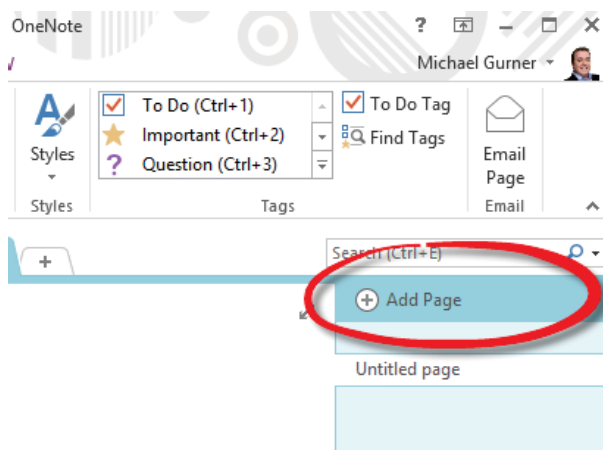 OneNote ?
Michael Gurner
Styles
To Do (Ctrl+1)
Important (Ctrl+2)
Question (Ctrl+3)
To Do Tag
Find Tags
Email
Page
Styles Tags Email
+ Search (Ctrl+E)
+ Add Page
Untitled page